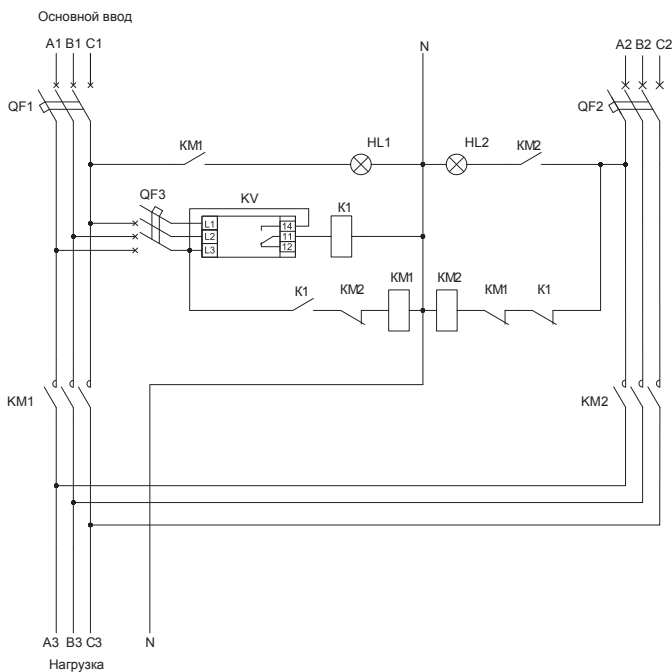 Основной ввод
A1 B1 C1
N
A2 B2 C2
QF1
QF2
KM1
HL1
HL2
KM2
QF3
KV
K1
L1
14
L2
11
L3
12
K1
KM2
KM1
KM2
KM1
K1
KM1
KM2
A3 B3 C3
N
Нагрузка